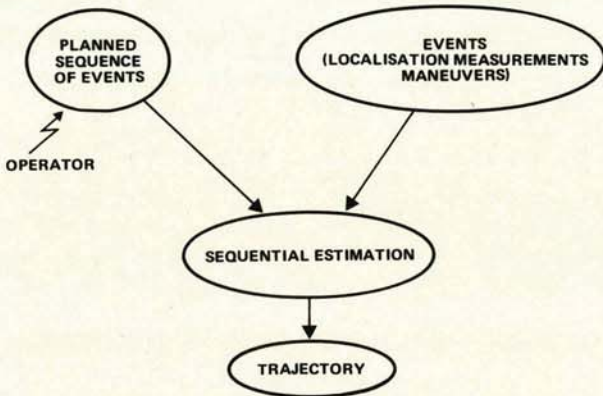 PLANNED
SEQUENCE
OF EVENTS
EVENTS
(LOCALISATION MEASUREMENTS
MANEUVERS)
OPERATOR
SEQUENTIAL ESTIMATION
TRAJECTORY